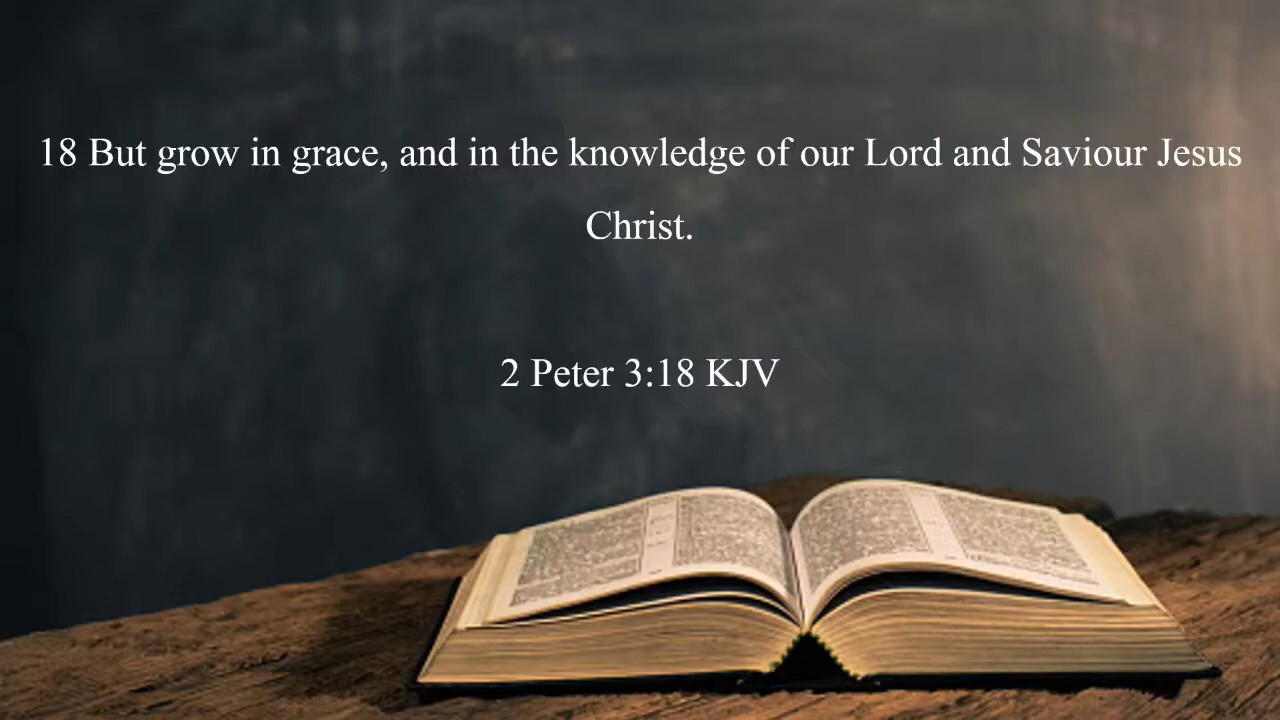 18 But grow in grace, and in the knowledge of our Lord and Saviour Jesus
Christ.
2 Peter 3:18 KJV